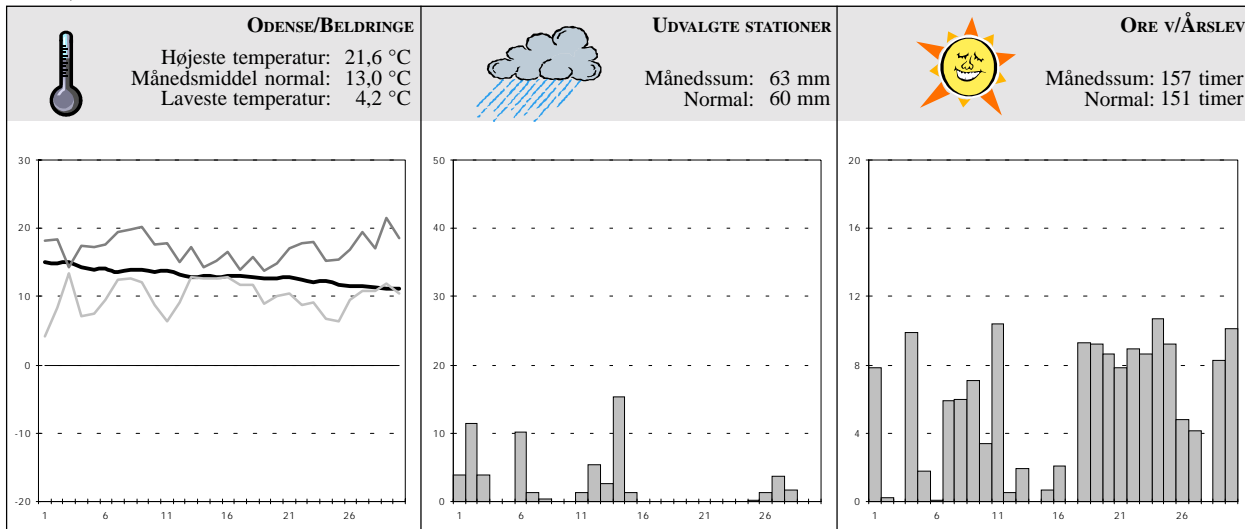 ODENSE/BELDRINGE
Højeste temperatur: 21,6 °C
Månedsmiddel normal: 13,0 °C
Laveste temperatur: 4,2 °C
30
20
10
0
-10
-20
1 6 11 16 21 26
UDVALGTE STATIONER
Månedssum: 63 mm
Normal: 60 mm
50
40
30
20
10
0
1 6 11 16 21 26
ORE V/ÅRSLEV
Månedssum: 157 timer
Normal: 151 timer
20
16
12
8
4
0
1 6 11 16 21 26